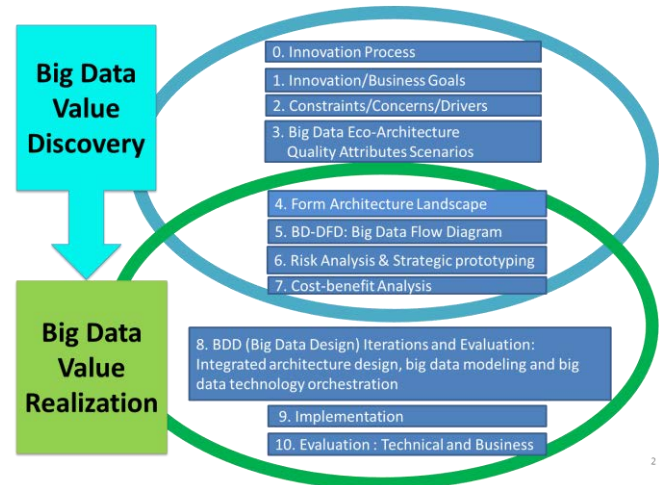 Big Data
Value
Discovery
0. Innovation Process
1. Innovation/Business Goals
2. Constraints/Concerns/Drivers
3. Big Data Eco-Architecture
Quality Attributes Scenarios
4. Form Architecture Landscape
5. BD-DFD: Big Data Flow Diagram
6. Risk Analysis & Strategic prototyping
7. Cost-benefit Analysis
Big Data
Value
Realization
8. BDD (Big Data Design) Iterations and Evaluation:
Integrated architecture design, big data modeling and big
data technology orchestration
9. Implementation
10. Evaluation : Technical and Business
2